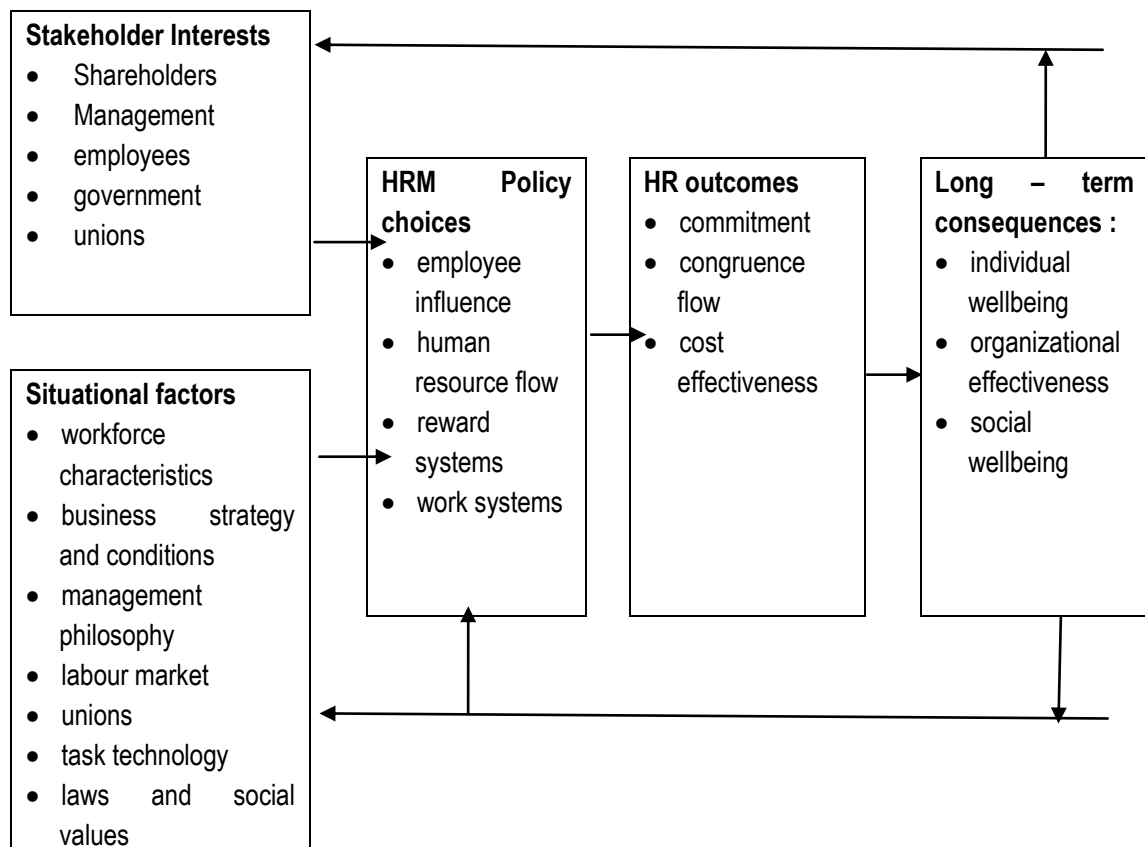 Stakeholder Interests
• Shareholders
• Management
• employees
• government
• unions
Situational factors
• workforce
characteristics
• business strategy
and conditions
• management
philosophy
• labour market
• unions
• task technology
• laws and social
values
HRM Policy
choices
• employee
influence
• human
resource flow
• reward
systems
• work systems
HR outcomes
• commitment
• congruence
flow
• cost
effectiveness
Long – term
consequences :
• individual
wellbeing
• organizational
effectiveness
• social
wellbeing